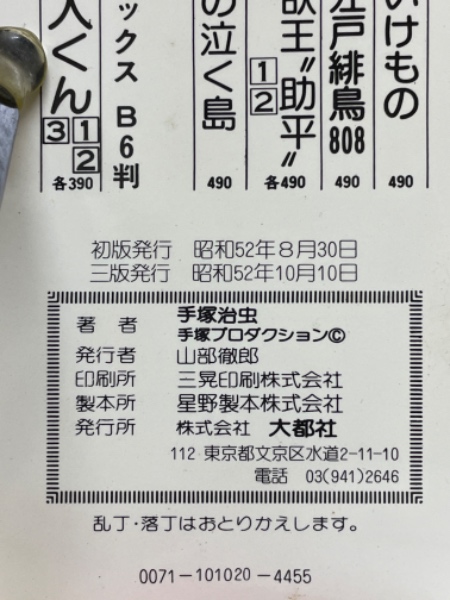 いけもの
490
江戸緋鳥808
490
欲王〝助平〟
1 2
各490
の泣く島
490
ックス B6判
人くん
1 2 3
各390
初版発行 昭和52年8月30日
三版発行 昭和52年10月10日
著者 手塚治虫
手塚プロダクション©
発行者 山部徹郎
印刷所 三晃印刷株式会社
製本所 星野製本株式会社
発行所 株式会社 大都社
112 東京都文京区水道2-11-10
電話 03(941)2646
乱丁・落丁はおとりかえします。
0071-101020-4455